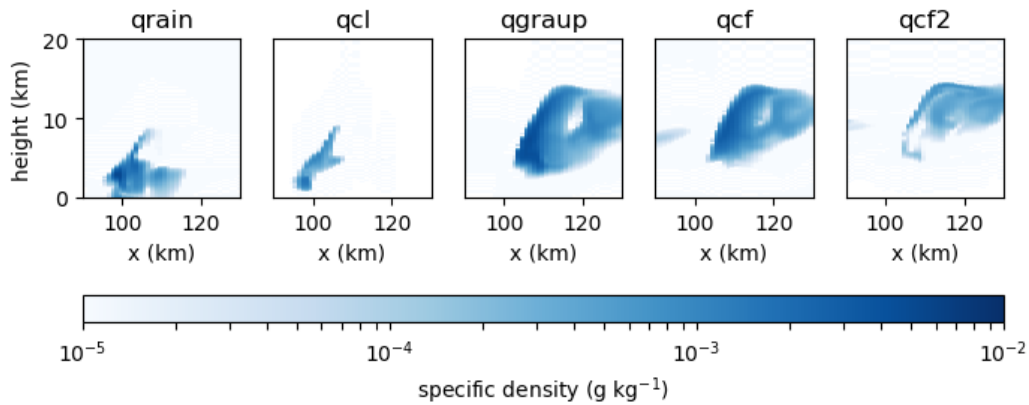 qrain qcl qgraup qcf qcf2
20
10
0
height (km)
100 120 100 120 100 120 100 120 100 120
x (km) x (km) x (km) x (km) x (km)
10⁻⁵ 10⁻⁴ 10⁻³ 10⁻²
specific density (g kg⁻¹)